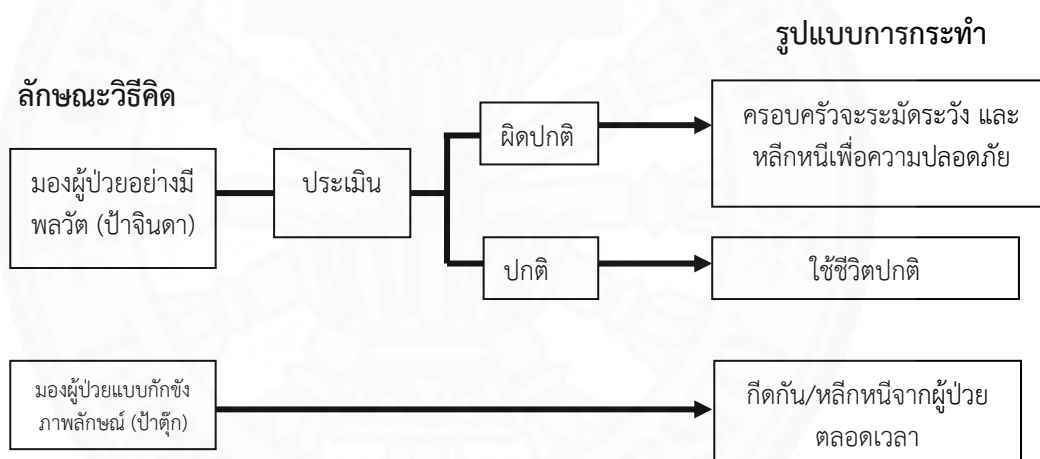 รูปแบบการกระทำ
ลักษณะวิธีคิด
มองผู้ป่วยอย่างมี
พลวัต (ป้าจินดา)
ประเมิน
ผิดปกติ
ครอบครัวจะระมัดระวัง และ
หลีกหนีเพื่อความปลอดภัย
ปกติ
ใช้ชีวิตปกติ
มองผู้ป่วยแบบกักขัง
ภาพลักษณ์ (ป้าตุ๊ก)
กีดกัน/หลีกหนีจากผู้ป่วย
ตลอดเวลา